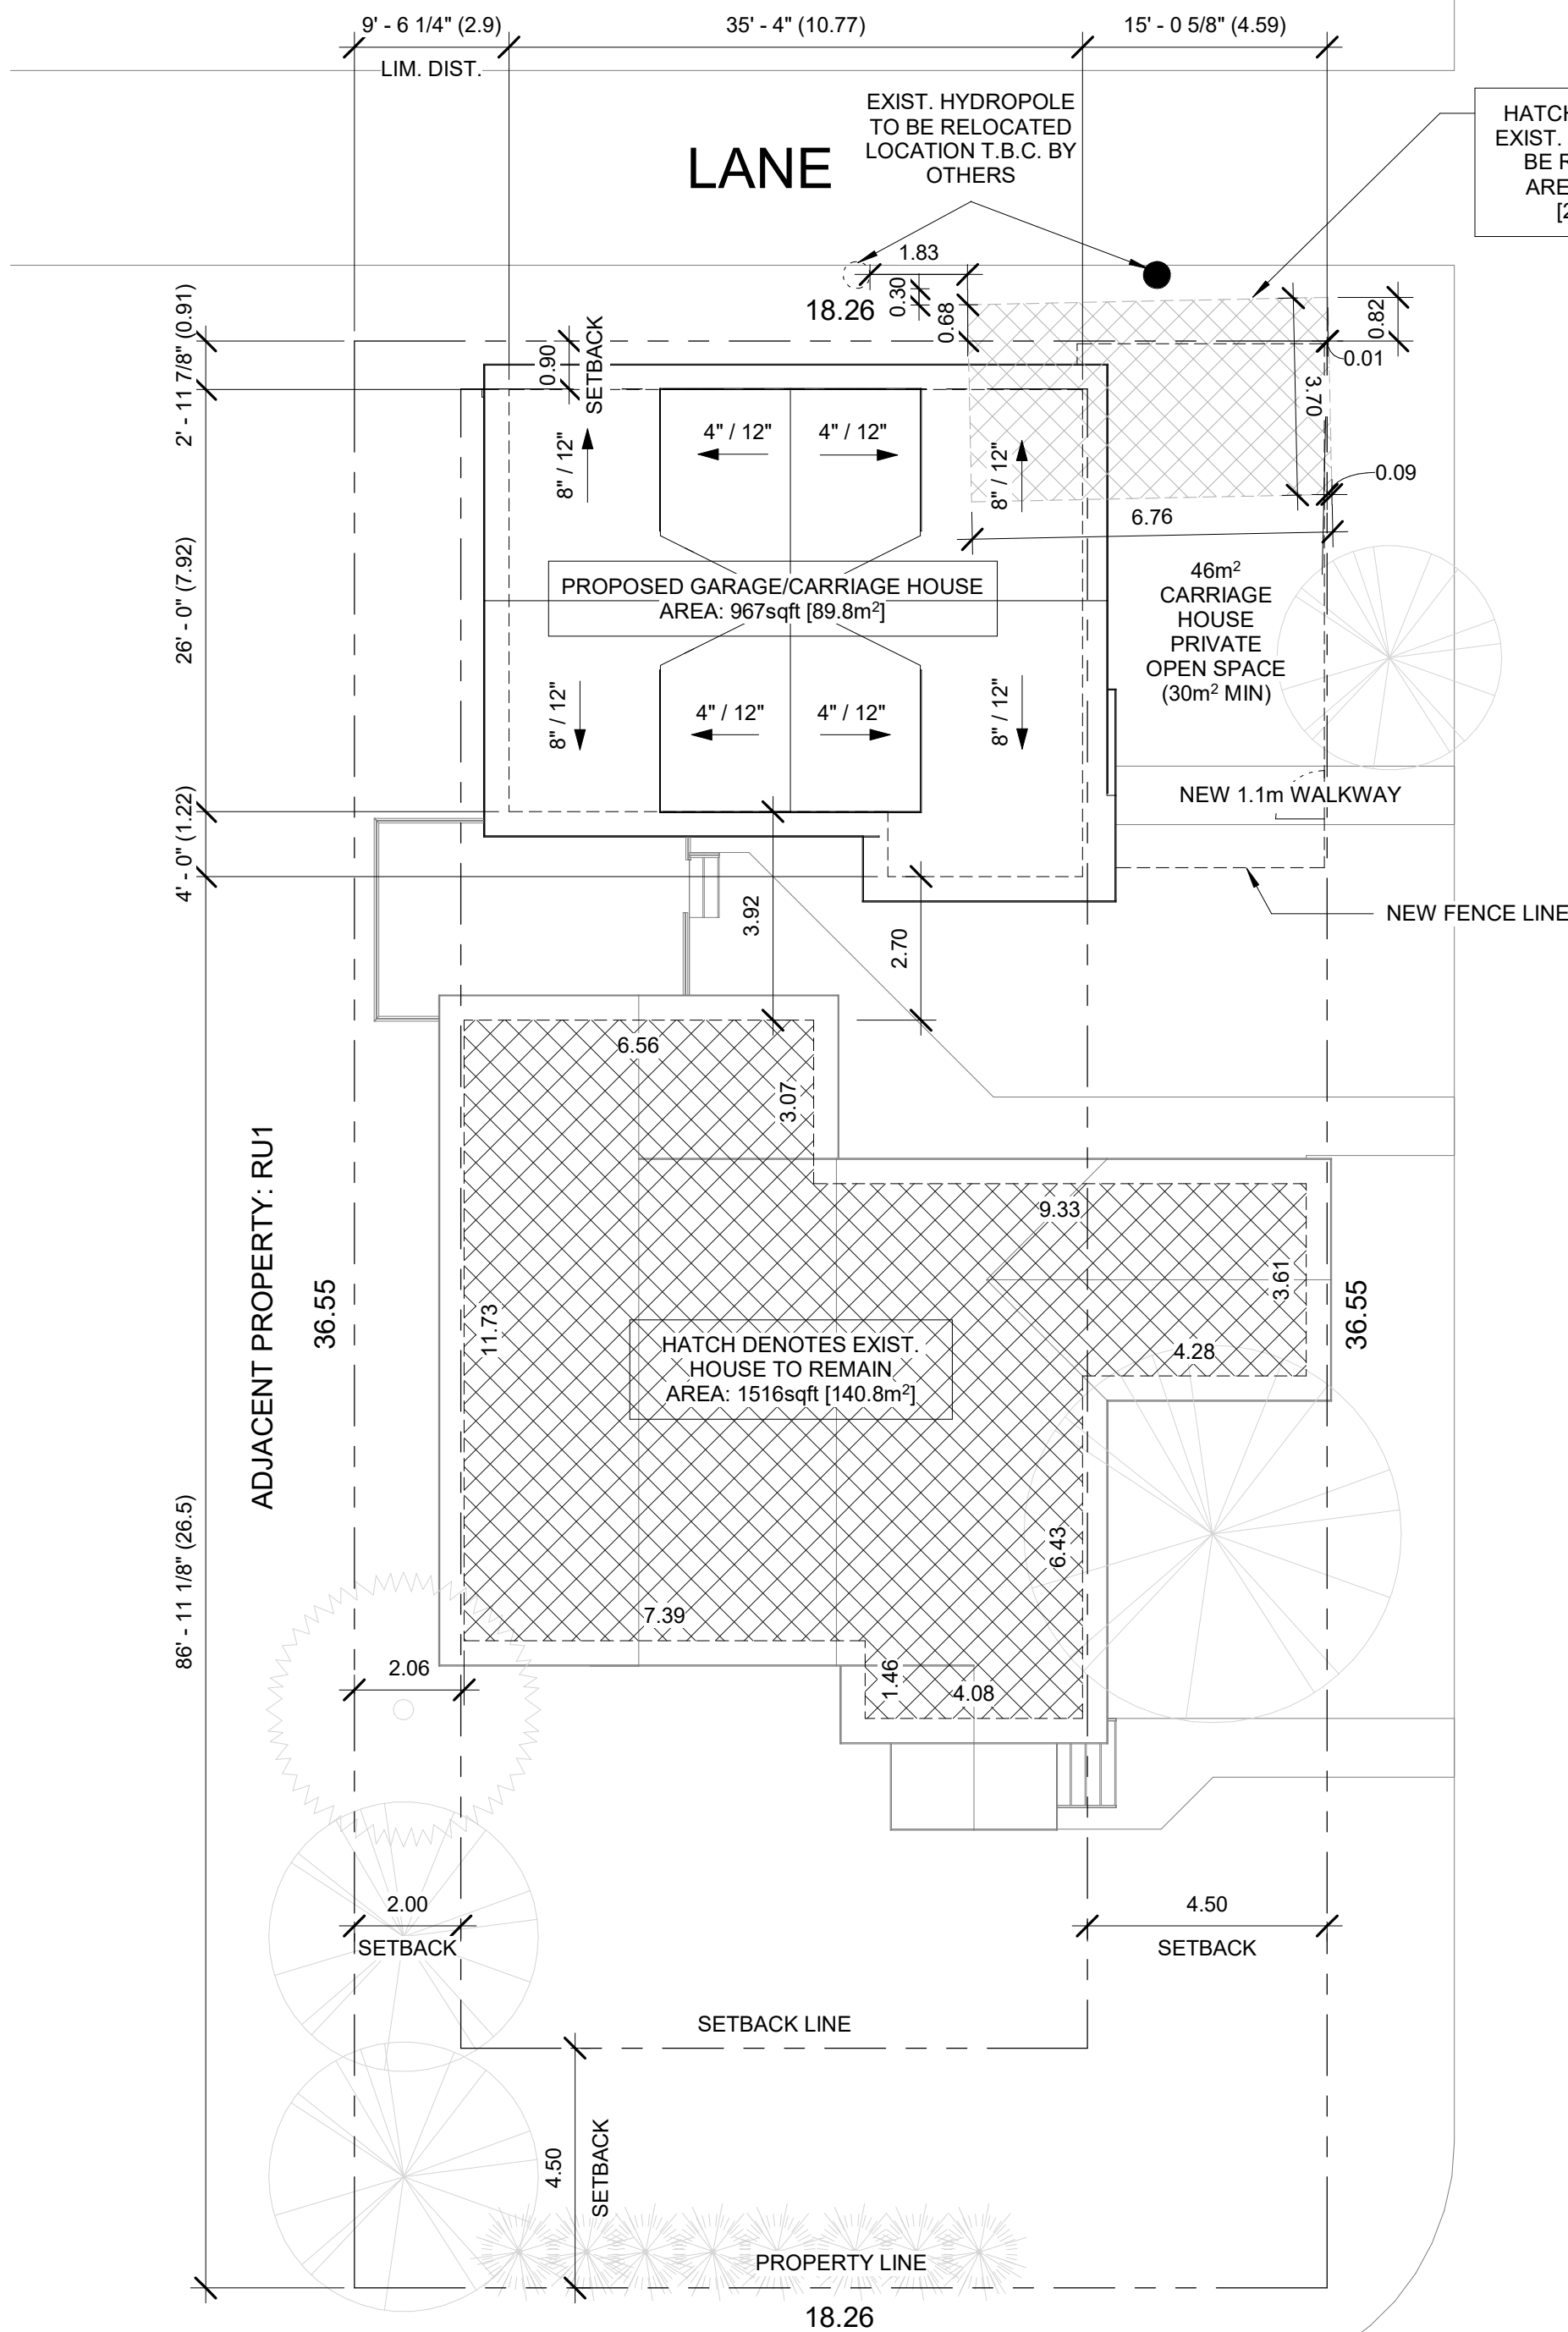 9' - 6 1/4" (2.9)
35' - 4" (10.77)
15' - 0 5/8" (4.59)
LIM. DIST.
EXIST. HYDROPOLE
TO BE RELOCATED
LOCATION T.B.C. BY
OTHERS
LANE
EXIST.
BE
1.83
0.30
18.26
0.68
0.82
0.01
2' - 11 7/8" (0.91)
0.90
SETBACK
3.70
4" / 12"
4" / 12"
8" / 12"
8" / 12"
0.09
6.76
26' - 0" (7.92)
PROPOSED GARAGE/CARRIAGE HOUSE
AREA: 967sqft [89.8m²]
46m²
CARRIAGE
HOUSE
PRIVATE
OPEN SPACE
(30m² MIN)
8" / 12"
4" / 12"
4" / 12"
8" / 12"
NEW 1.1m WALKWAY
4' - 0" (1.22)
3.92
2.70
NEW FENCE LINE
6.56
3.07
ADJACENT PROPERTY: RU1
36.55
9.33
3.61
36.55
11.73
HATCH DENOTES EXIST.
HOUSE TO REMAIN
AREA: 1516sqft [140.8m²]
4.28
86' - 11 1/8" (26.5)
6.43
7.39
2.06
1.46
4.08
2.00
SETBACK
4.50
SETBACK
SETBACK LINE
4.50
SETBACK
PROPERTY LINE
18.26